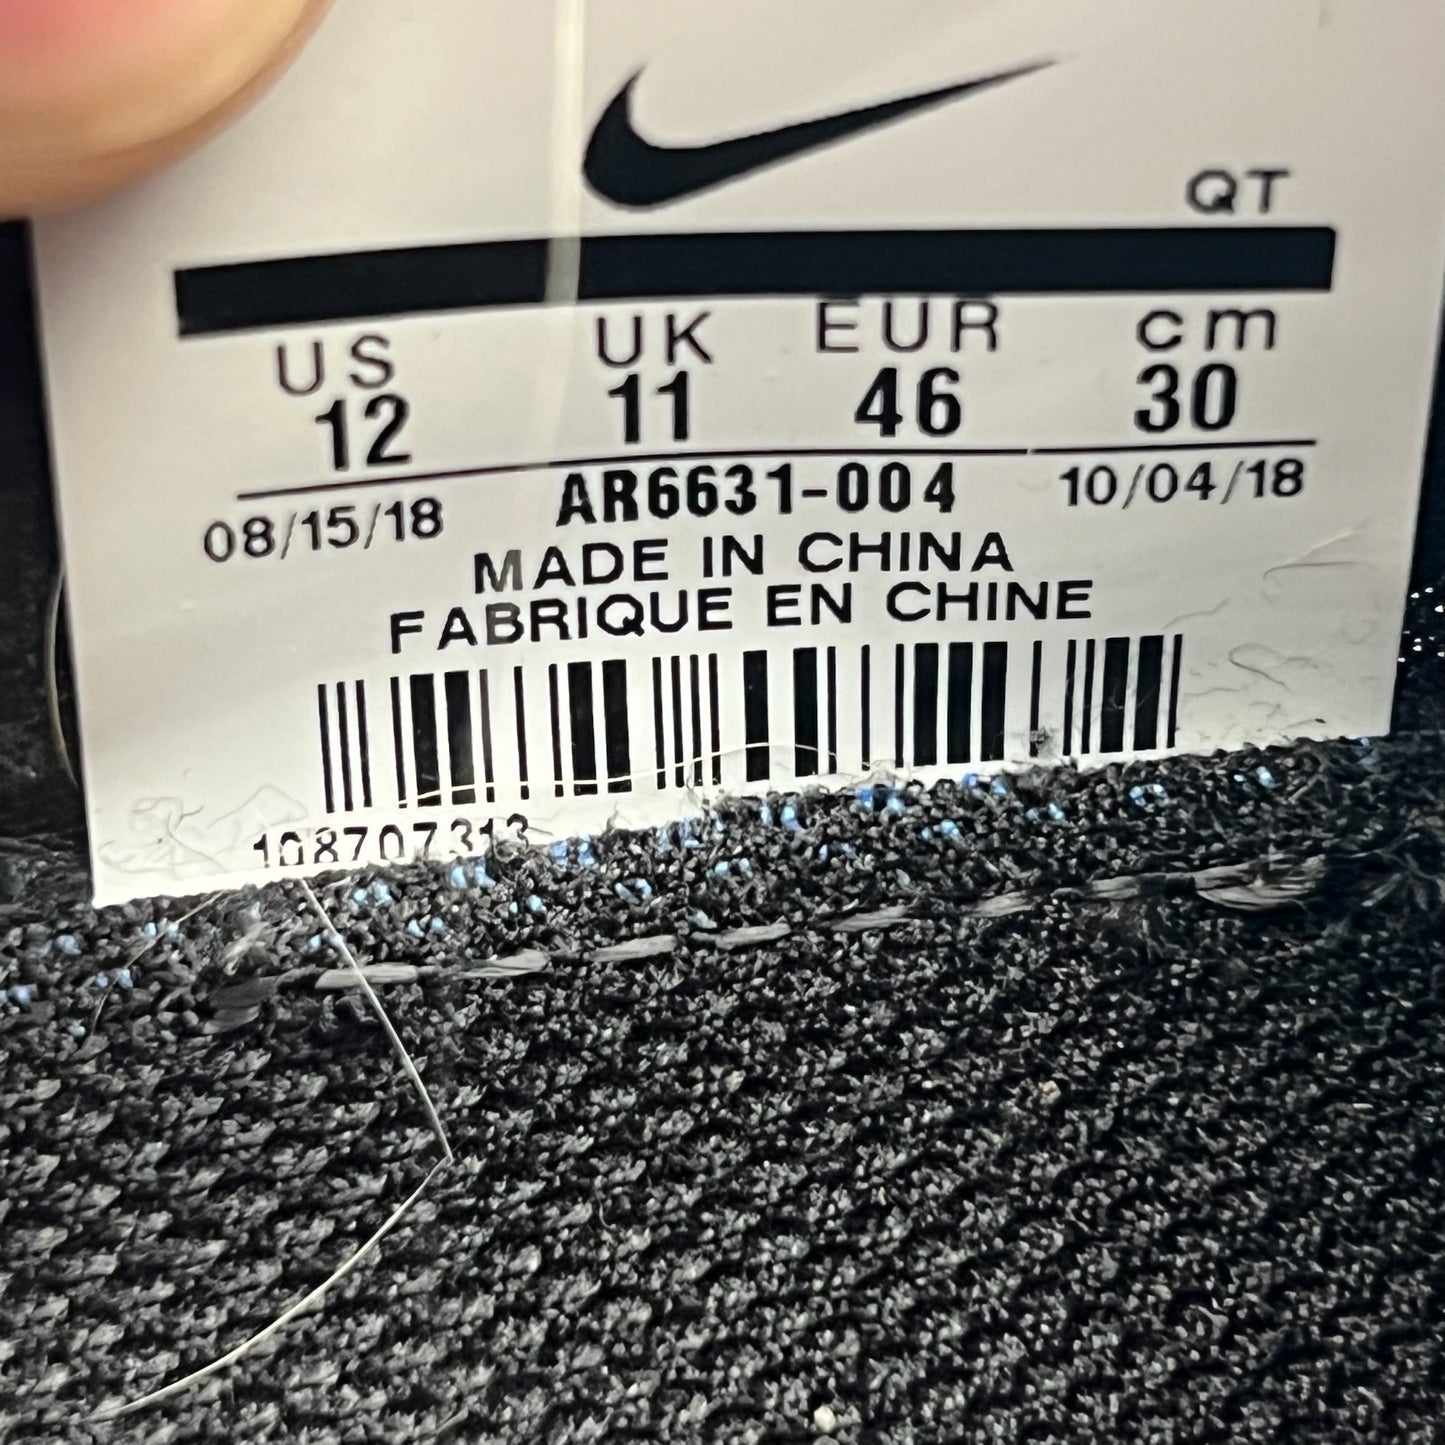 QT
US UK EUR cm
12 11 46 30
08/15/18 AR6631-004 10/04/18
MADE IN CHINA
FABRIQUE EN CHINE
108707313